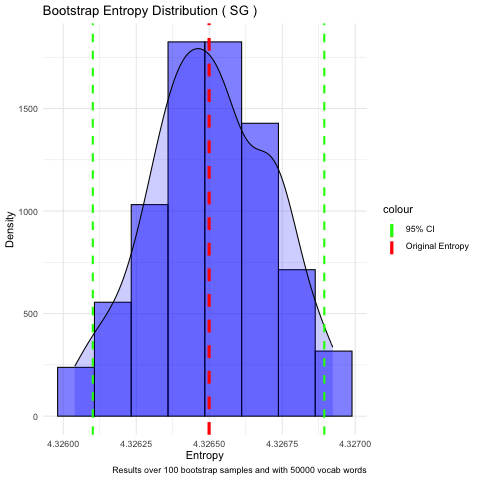 Bootstrap Entropy Distribution ( SG )
Density
1500
1000
500
0
4.32600
4.32625
4.32650
4.32675
4.32700
Entropy
Results over 100 bootstrap samples and with 50000 vocab words
colour
95% CI
Original Entropy